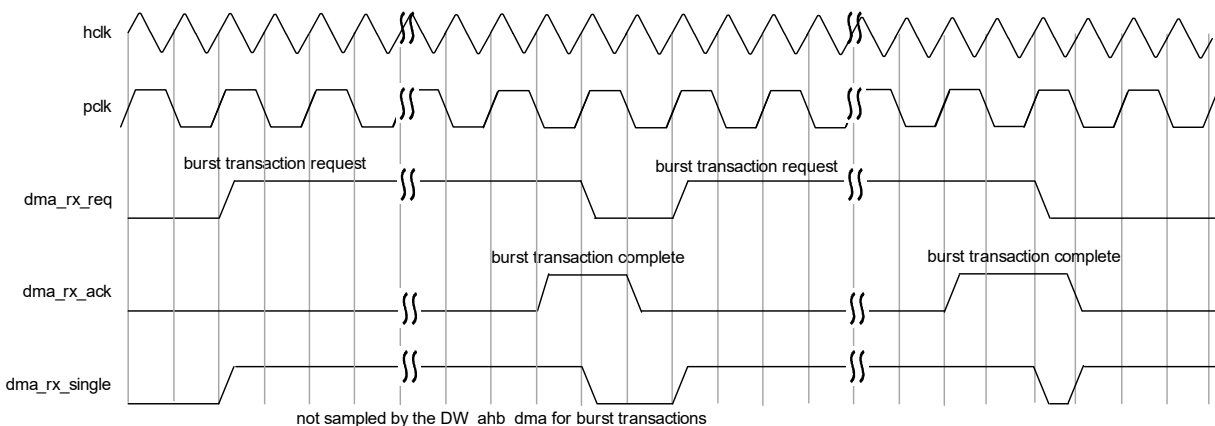 hclk
pclk
burst transaction request
burst transaction request
dma_rx_req
burst transaction complete
burst transaction complete
dma_rx_ack
dma_rx_single
not sampled by the DW_ahb_dma for burst transactions